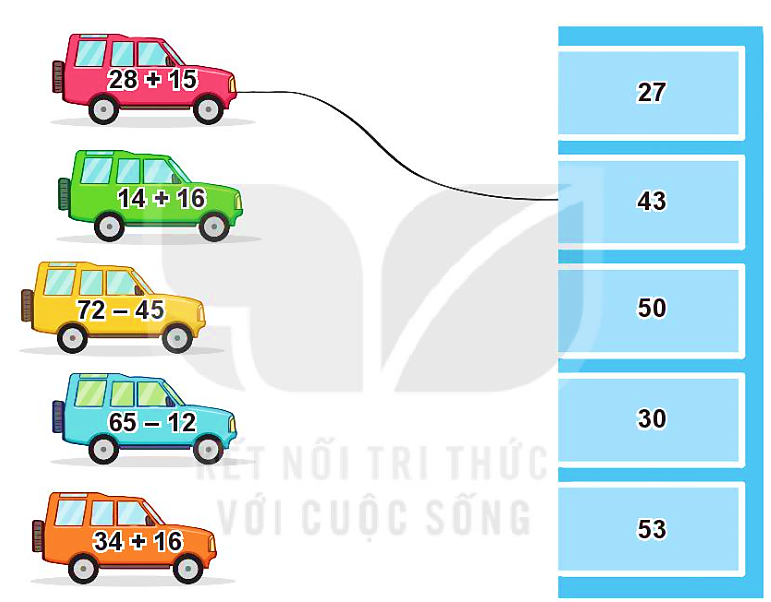 28 + 15
27
14 + 16
43
72 – 45
50
65 – 12
30
KẾT NỐI TRI THỨC
VỚI CUỘC SỐNG
34 + 16
53